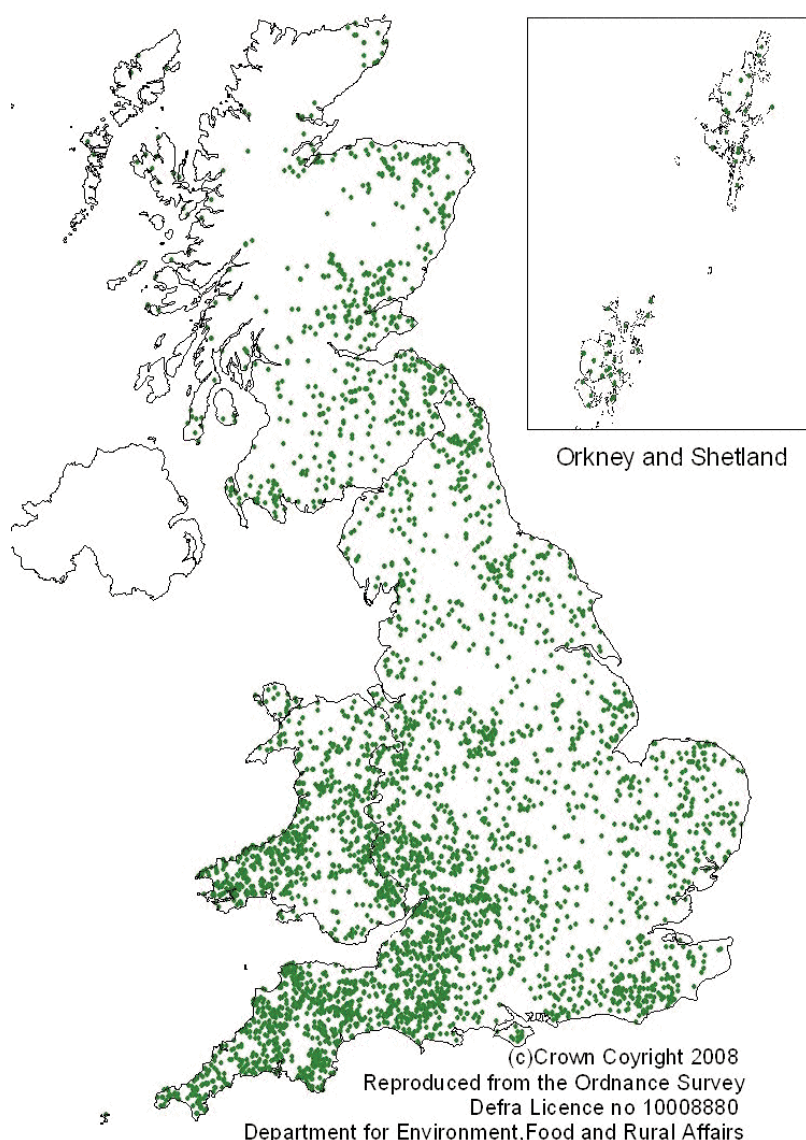 Orkney and Shetland
(c)Crown Coyright 2008
Reproduced from the Ordnance Survey
Defra Licence no 10008880
Department for Environment,Food and Rural Affairs